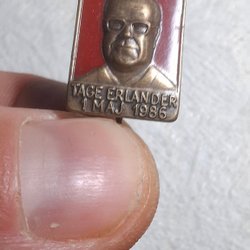 TAGE ERLANDER
1 MAJ 1986